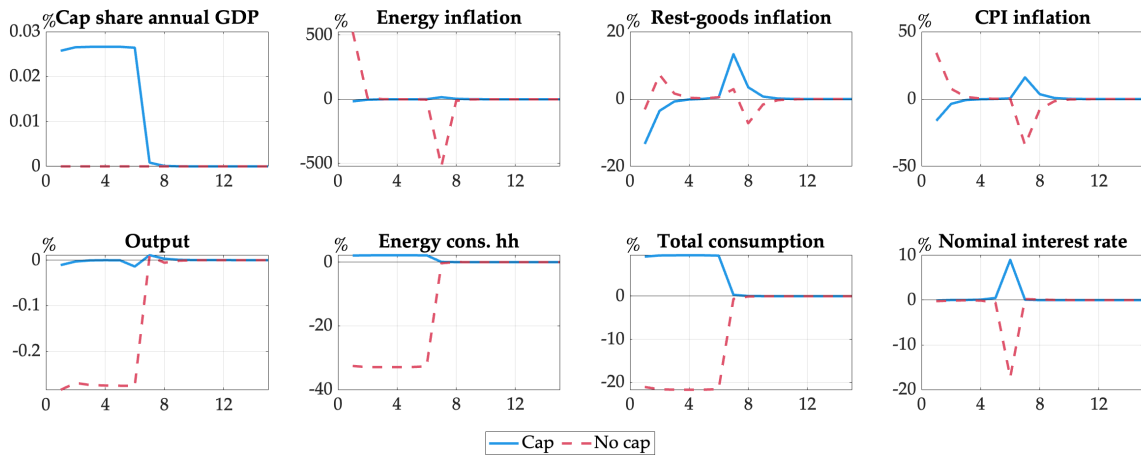 % Cap share annual GDP
0.03
0.02
0.01
0
0 4 8 12
Energy inflation
%
500
0
-500
0 4 8 12
% Rest-goods inflation
20
0
-20
0 4 8 12
% CPI inflation
50
0
-50
0 4 8 12
% Output
0
-0.1
-0.2
0 4 8 12
% Energy cons. hh
0
-20
-40
0 4 8 12
% Total consumption
0
-10
-20
0 4 8 12
% Nominal interest rate
10
0
-10
-20
0 4 8 12
Cap No cap